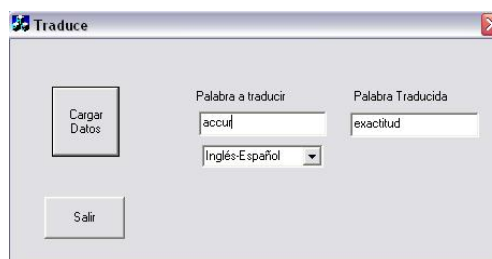 Traduce
Palabra a traducir
Palabra Traducida
Cargar
Datos
accur
exactitud
Inglés-Español
Salir